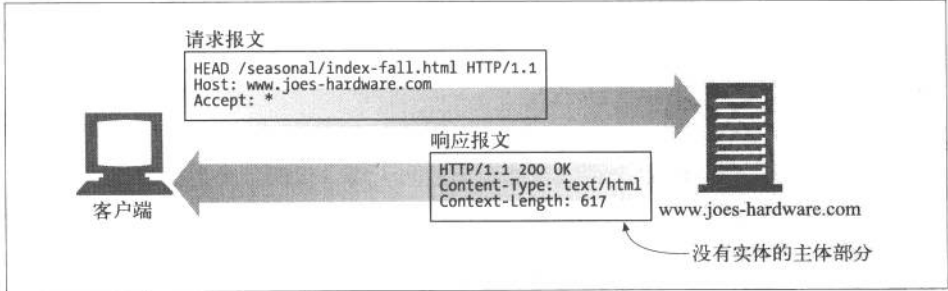 请求报文
HEAD /seasonal/index-fall.html HTTP/1.1
Host: www.joes-hardware.com
Accept: *
响应报文
HTTP/1.1 200 OK
Content-Type: text/html
Context-Length: 617
客户端
www.joes-hardware.com
没有实体的主体部分